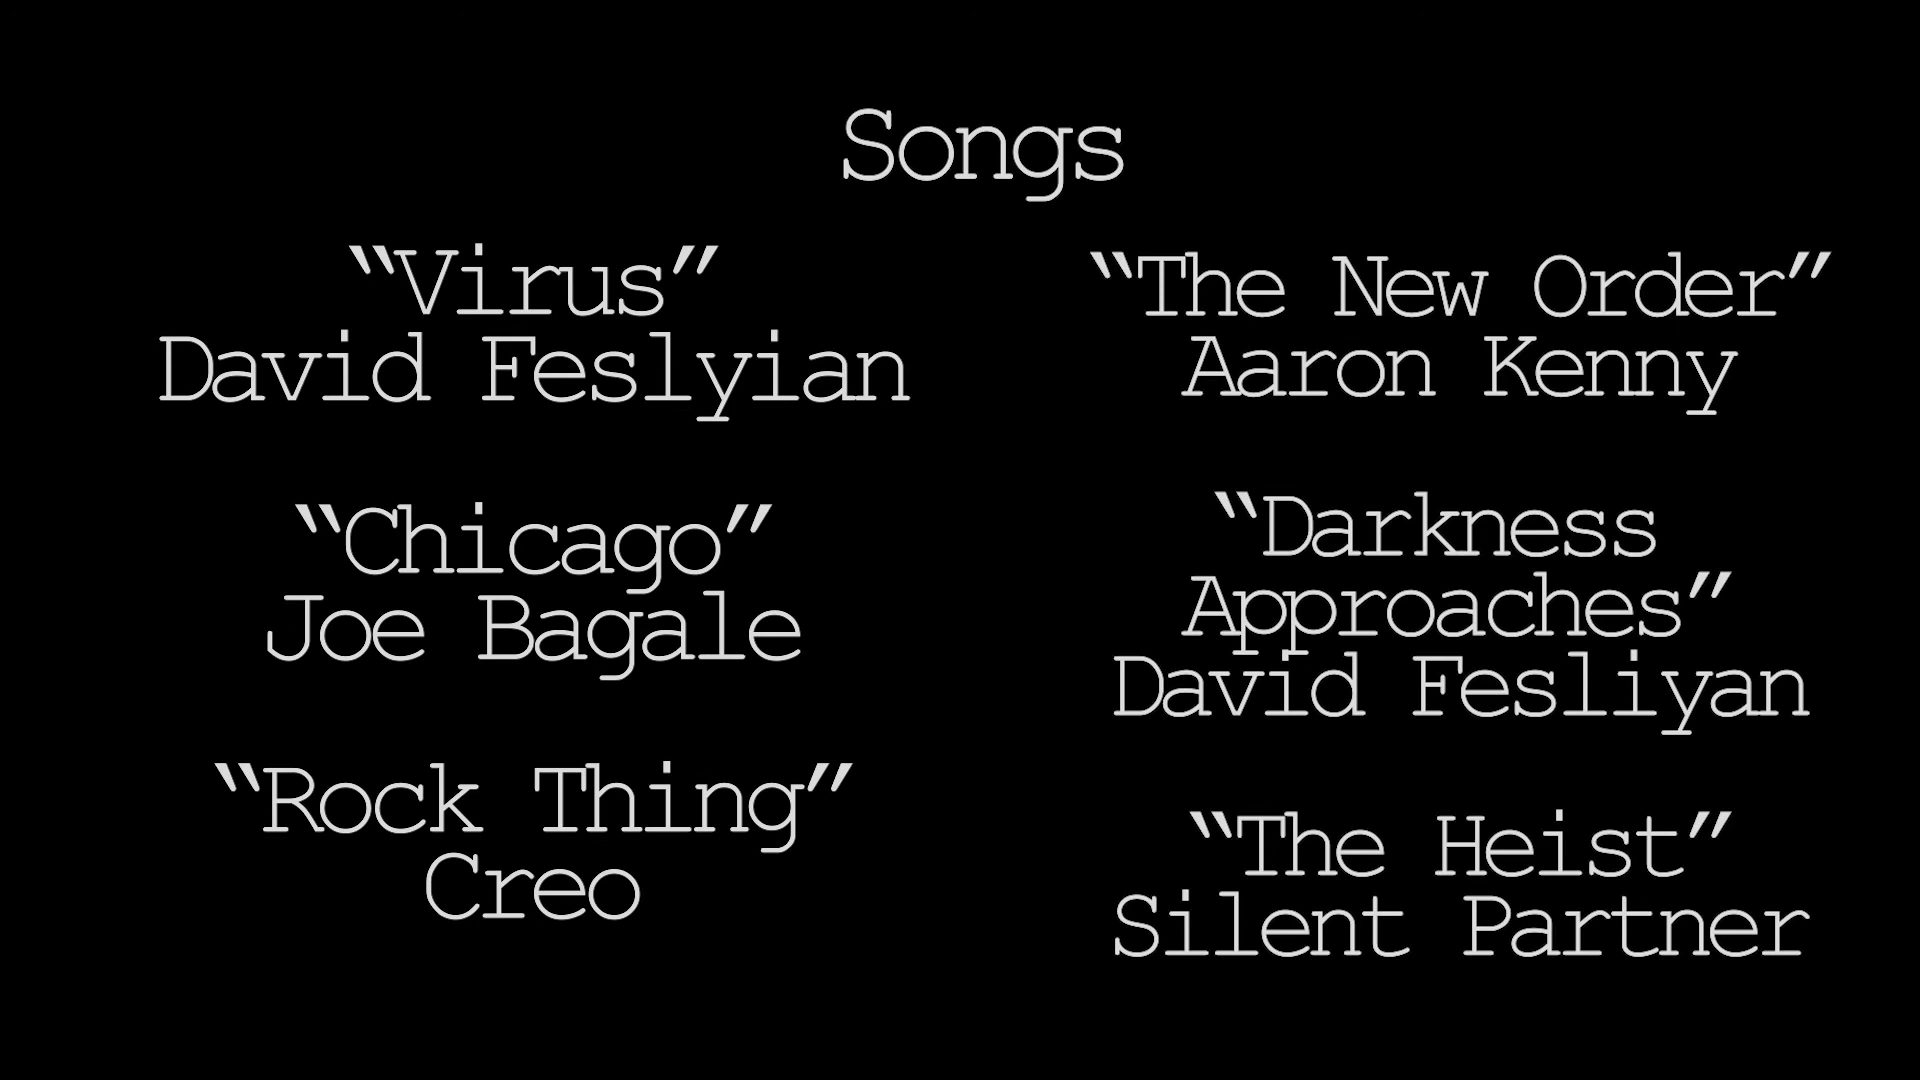 Songs
“Virus”
David Feslyian
“Chicago”
Joe Bagale
“Rock Thing”
Creo
“The New Order”
Aaron Kenny
“Darkness
Approaches”
David Fesliyan
“The Heist”
Silent Partner